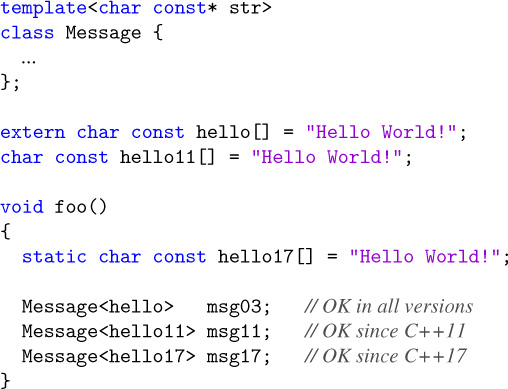 template<char const* str>
class Message {
  ...
};

extern char const hello[] = "Hello World!";
char const hello11[] = "Hello World!";

void foo()
{
  static char const hello17[] = "Hello World!";

  Message<hello>   msg03;   // OK in all versions
  Message<hello11> msg11;   // OK since C++11
  Message<hello17> msg17;   // OK since C++17
}